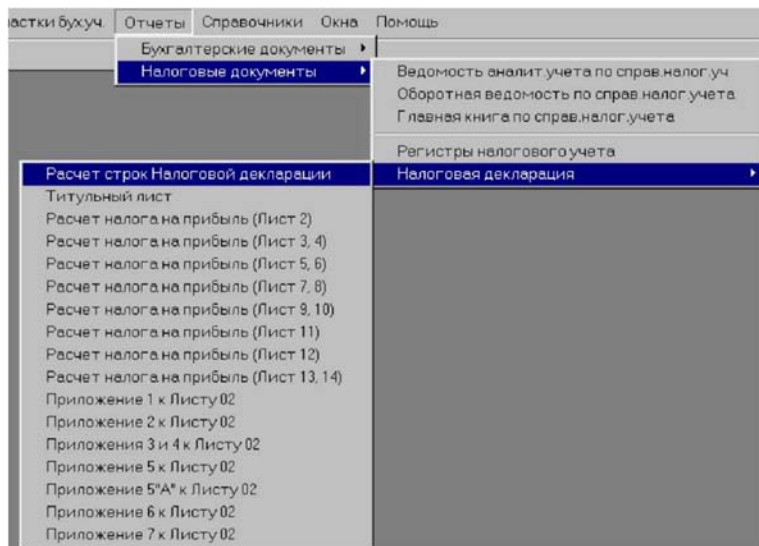 астки бух.уч. Отчеты Справочники Окна Помощь
Бухгалтерские документы
Налоговые документы
Ведомость аналит.учета по справ.налог.уч
Оборотная ведомость по справ.налог.учета
Главная книга по справ.налог.учета
Регистры налогового учета
Налоговая декларация
Расчет строк Налоговой декларации
Титульный лист
Расчет налога на прибыль (Лист 2)
Расчет налога на прибыль (Лист 3, 4)
Расчет налога на прибыль (Лист 5, 6)
Расчет налога на прибыль (Лист 7, 8)
Расчет налога на прибыль (Лист 9, 10)
Расчет налога на прибыль (Лист 11)
Расчет налога на прибыль (Лист 12)
Расчет налога на прибыль (Лист 13, 14)
Приложение 1 к Листу 02
Приложение 2 к Листу 02
Приложения 3 и 4 к Листу 02
Приложение 5 к Листу 02
Приложение 5"А" к Листу 02
Приложение 6 к Листу 02
Приложение 7 к Листу 02